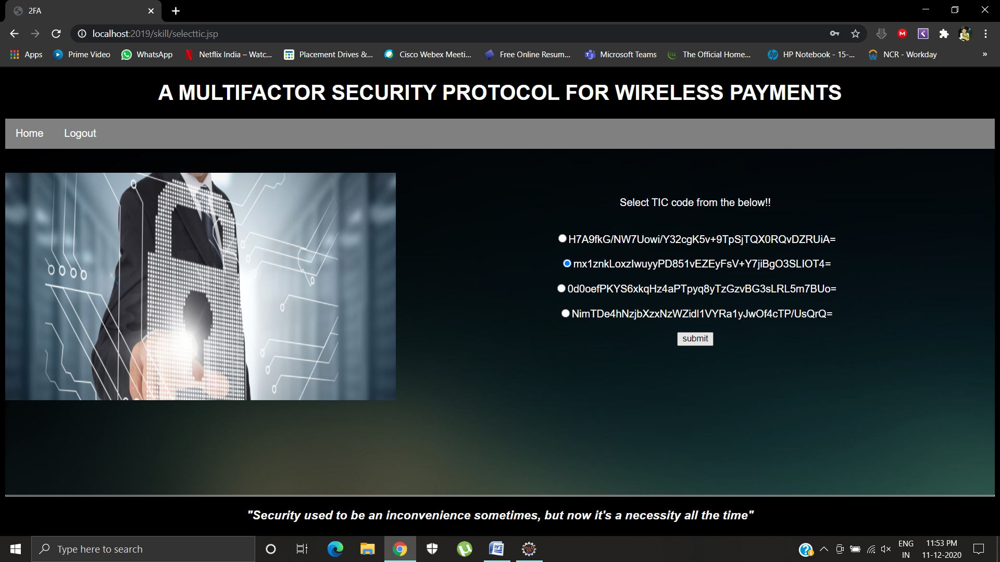 2FA
localhost:2019/skill/selecttic.jsp
Apps Prime Video WhatsApp Netflix India – Watc... Placement Drives &... Cisco Webex Meeti... Free Online Resum... Microsoft Teams The Official Home... HP Notebook - 15-... NCR - Workday »
A MULTIFACTOR SECURITY PROTOCOL FOR WIRELESS PAYMENTS
Home Logout
Select TIC code from the below!!
H7A9fkG/NW7Uowi/Y32cgK5v+9TpSjTQX0RQvDZRUiA=
mx1znkLoxzIwuyyPD851vEZEyFsV+Y7jiBgO3SLIOT4=
0d0oefPKYS6xkqHz4aPTpyq8yTzGzvBG3sLRL5m7BUo=
NimTDe4hNzjbXzxNzWZidl1VYRa1yJwOf4cTP/UsQrQ=
submit
"Security used to be an inconvenience sometimes, but now it's a necessity all the time"
Type here to search
ENG
IN
11:53 PM
11-12-2020